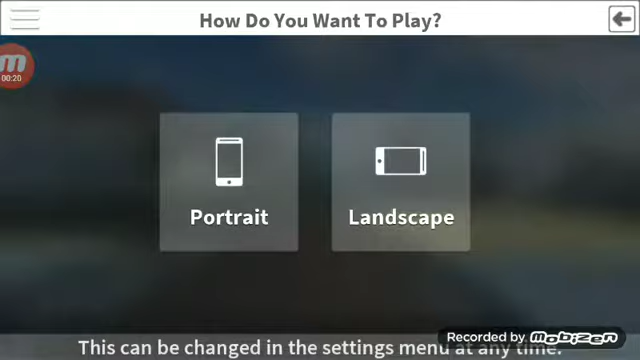 How Do You Want To Play?
m
00:20
Portrait
Landscape
Recorded by Mobizen
This can be changed in the settings menu at any time.